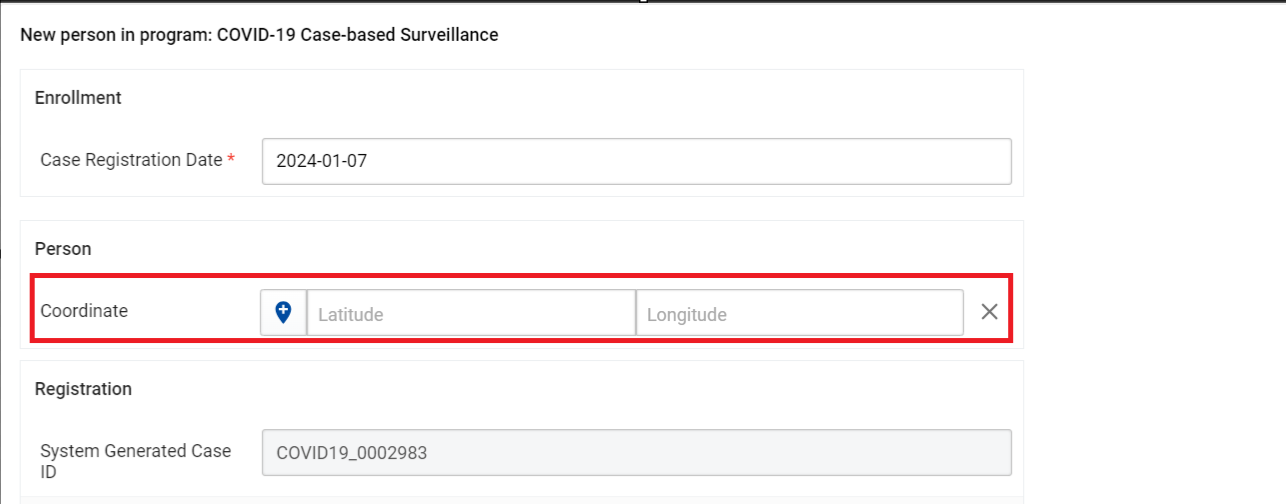 New person in program: COVID-19 Case-based Surveillance
Enrollment
Case Registration Date *
2024-01-07
Person
Coordinate
Latitude
Longitude
Registration
System Generated Case
ID
COVID19_0002983